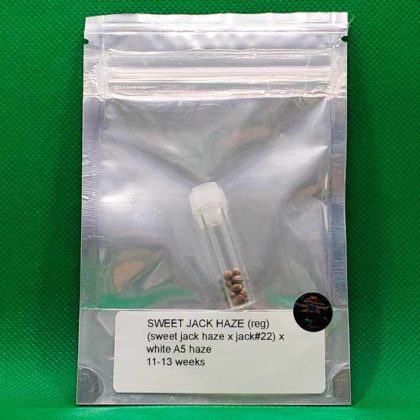 SWEET JACK HAZE (reg)
(sweet jack haze x jack#22) x
white A5 haze
11-13 weeks